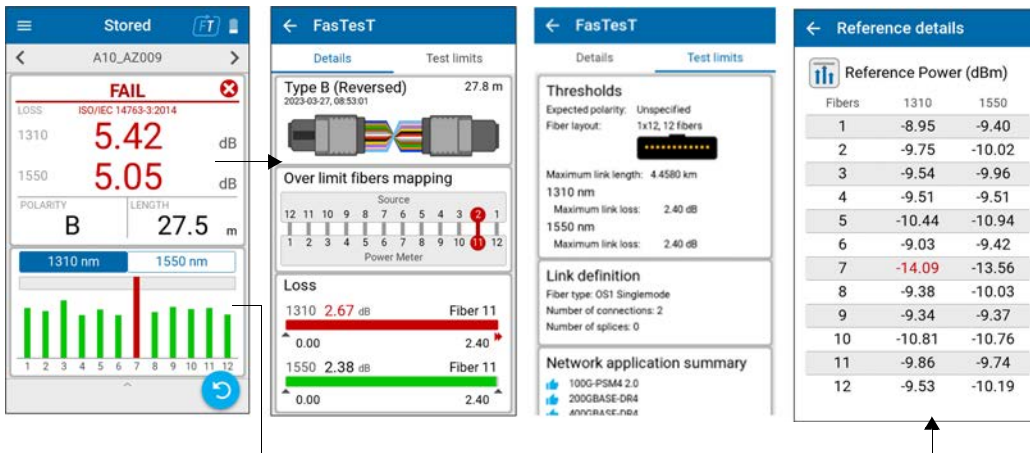 Stored
FT
A10_AZ009
FAIL
LOSS ISO/IEC 14763-3:2014
1310 5.42 dB
1550 5.05 dB
POLARITY LENGTH
B 27.5 m
1310 nm 1550 nm
1 2 3 4 5 6 7 8 9 10 11 12
FasTesT
Details Test limits
Type B (Reversed) 27.8 m
2023-03-27, 08:53:01
Over limit fibers mapping
Source
12 11 10 9 8 7 6 5 4 3 2 1
1 2 3 4 5 6 7 8 9 10 11 12
Power Meter
Loss
1310 2.67 dB Fiber 11
0.00 2.40
1550 2.38 dB Fiber 11
0.00 2.40
FasTesT
Details Test limits
Thresholds
Expected polarity: Unspecified
Fiber layout: 1x12, 12 fibers
Maximum link length: 4.4580 km
1310 nm
Maximum link loss: 2.40 dB
1550 nm
Maximum link loss: 2.40 dB
Link definition
Fiber type: OS1 Singlemode
Number of connections: 2
Number of splices: 0
Network application summary
100G-PSM4 2.0
200GBASE-DR4
400GBASE-DR4
Reference details
Reference Power (dBm)
Fibers 1310 1550
1 -8.95 -9.40
2 -9.75 -10.02
3 -9.54 -9.96
4 -9.51 -9.51
5 -10.44 -10.94
6 -9.03 -9.42
7 -14.09 -13.56
8 -9.38 -10.03
9 -9.34 -9.37
10 -10.81 -10.76
11 -9.86 -9.74
12 -9.53 -10.19